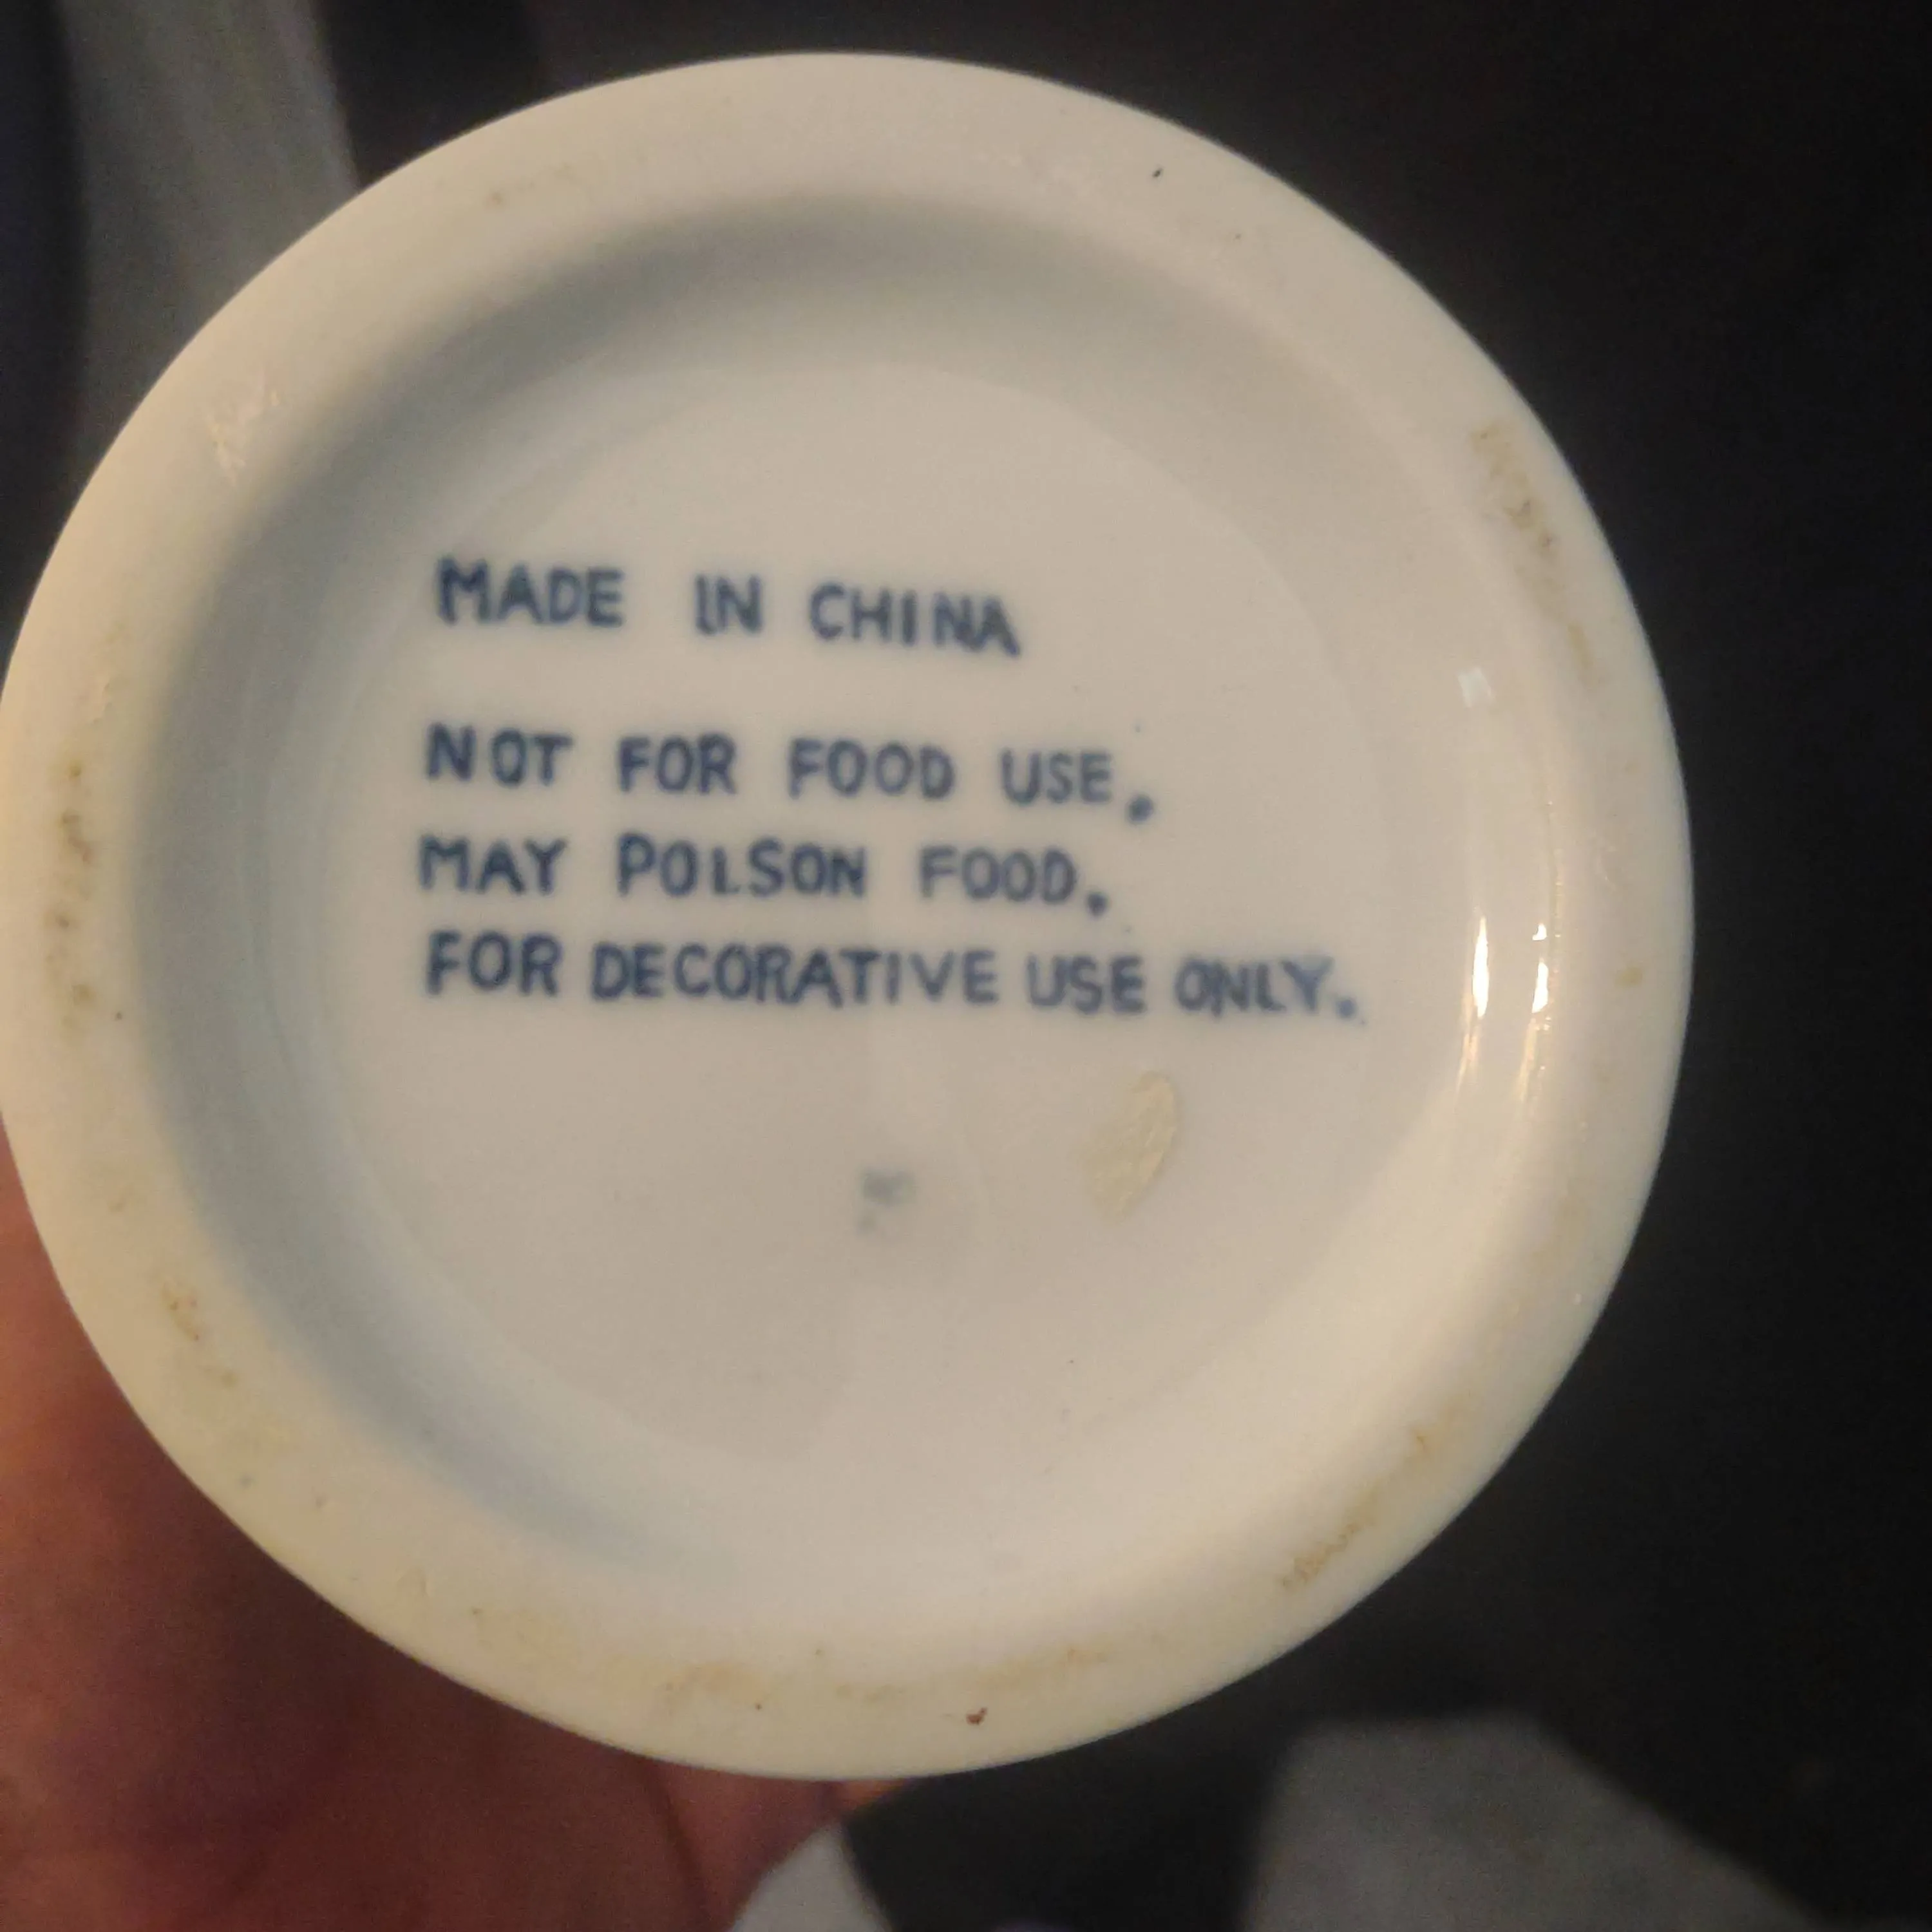 MADE IN CHINA
NOT FOR FOOD USE.
MAY POISON FOOD.
FOR DECORATIVE USE ONLY.